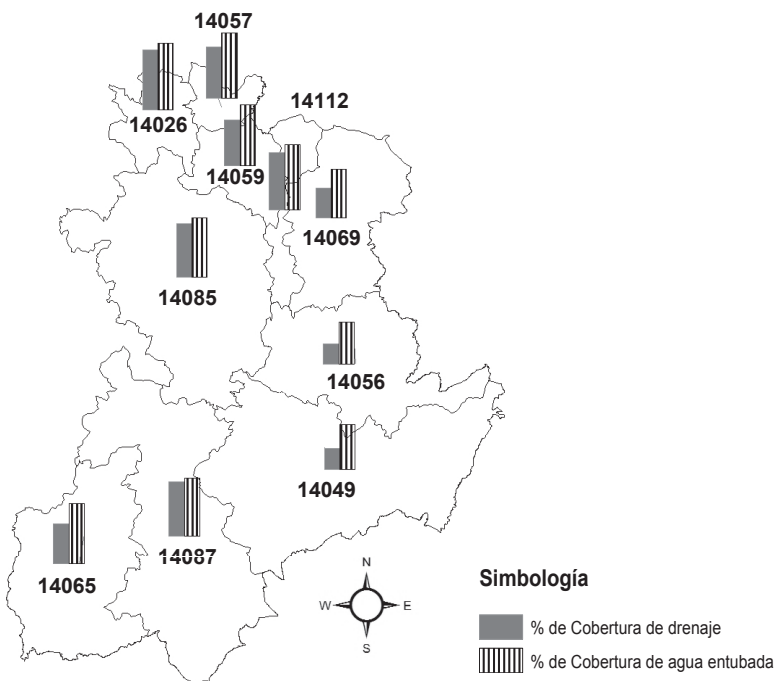 14057
14112
14026
14059
14069
14085
14056
14049
14087
14065
N
W
E
S
Simbología
% de Cobertura de drenaje
% de Cobertura de agua entubada